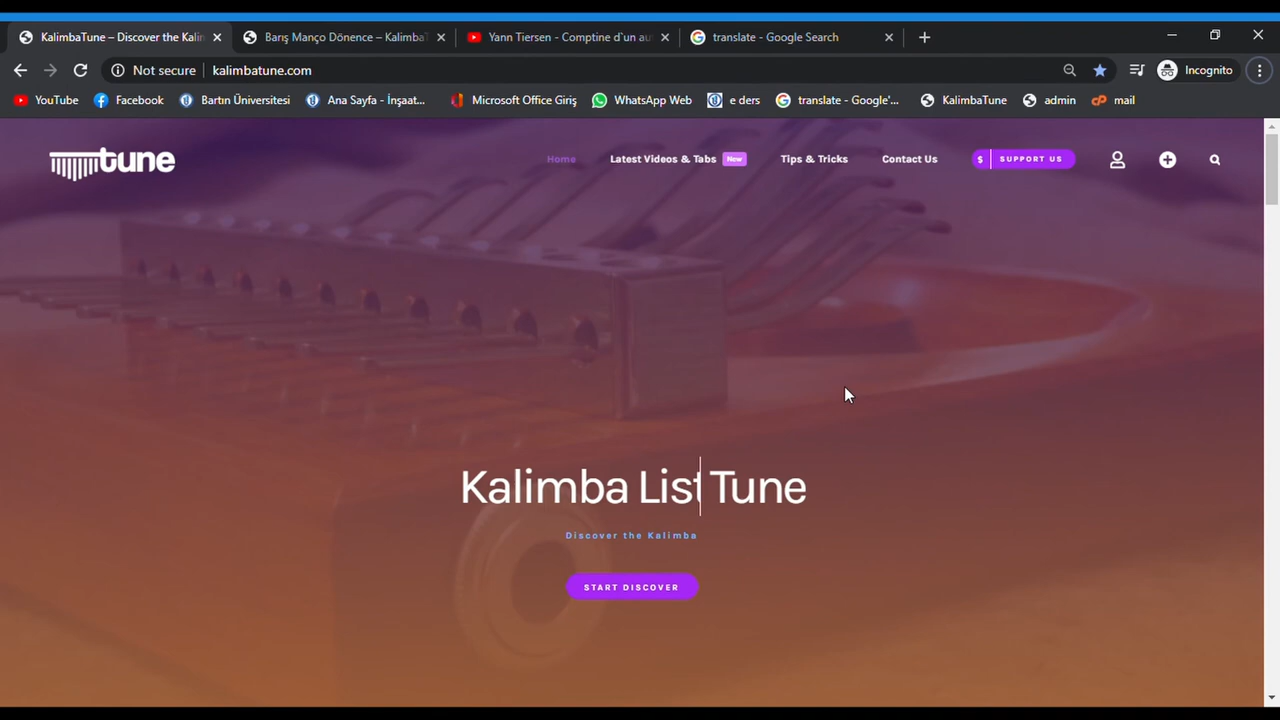 KalimbaTune – Discover the Kalin
Barış Manço Dönence – Kalimba
Yann Tiersen - Comptine d`un au
translate - Google Search
Not secure
kalimbatune.com
Incognito
YouTube
Facebook
Bartın Üniversitesi
Ana Sayfa - İnşaat...
Microsoft Office Giriş
WhatsApp Web
e ders
translate - Google'...
KalimbaTune
admin
mail
tune
Home
Latest Videos & Tabs New
Tips & Tricks
Contact Us
$ SUPPORT US
Kalimba List Tune
Discover the Kalimba
START DISCOVER